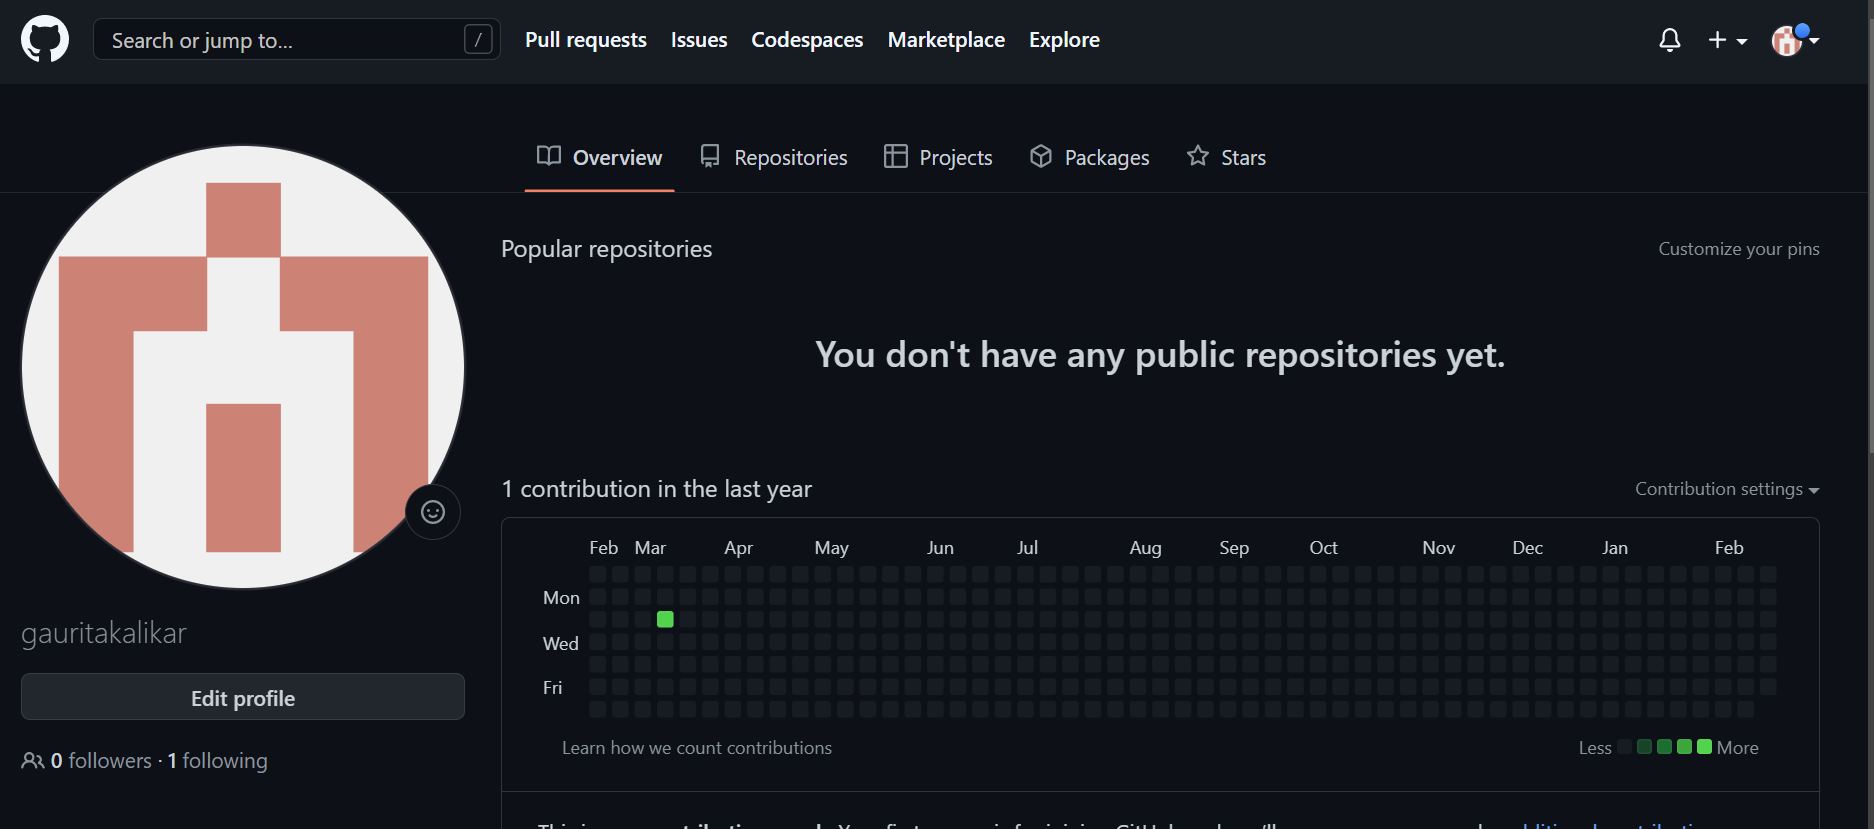 Search or jump to... /
Pull requests Issues Codespaces Marketplace Explore
Overview Repositories Projects Packages Stars
Popular repositories
Customize your pins
You don't have any public repositories yet.
1 contribution in the last year
Contribution settings
Feb Mar Apr May Jun Jul Aug Sep Oct Nov Dec Jan Feb
Mon
Wed
Fri
Learn how we count contributions
Less More
gauritakalikar
Edit profile
0 followers · 1 following